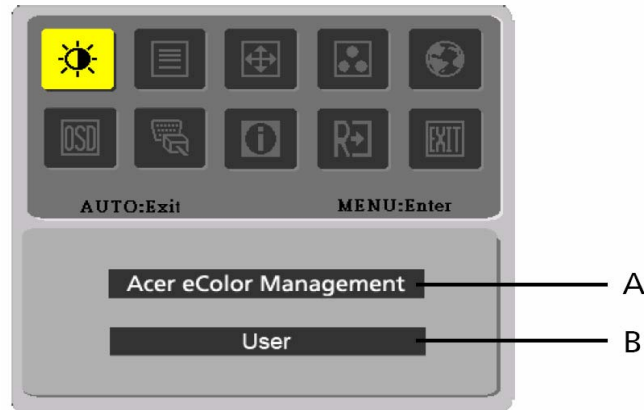 OSD
R
EXIT
AUTO:Exit MENU:Enter
Acer eColor Management A
User B